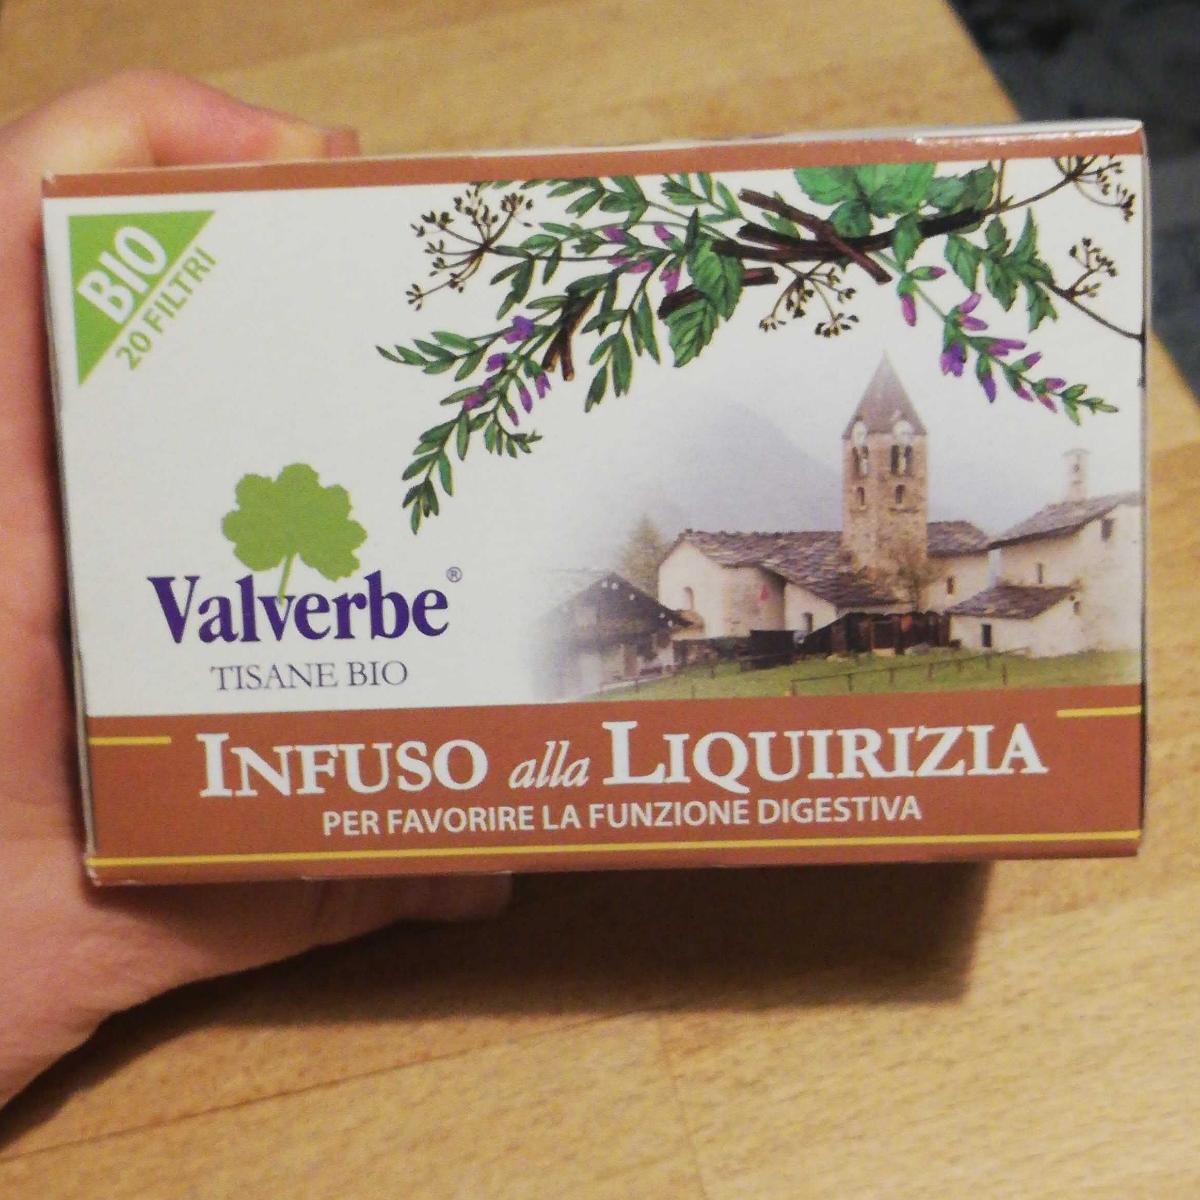 BIO
20 FILTRI
Valverbe®
TISANE BIO
INFUSO alla LIQUIRIZIA
PER FAVORIRE LA FUNZIONE DIGESTIVA